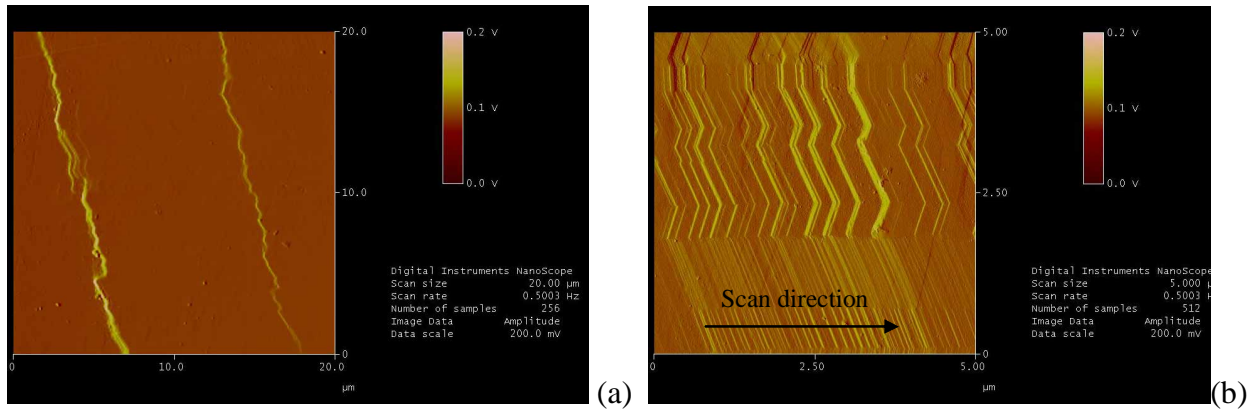 20.0
10.0
0
0
10.0
20.0
µm
0.2 V
0.1 V
0.0 V
Digital Instruments NanoScope
Scan size 20.00 µm
Scan rate 0.5003 Hz
Number of samples 256
Image Data Amplitude
Data scale 200.0 mV
(a)
5.00
2.50
0
0
2.50
5.00
µm
0.2 V
0.1 V
0.0 V
Scan direction
Digital Instruments NanoScop
Scan size 5.000 µ
Scan rate 0.5003 H
Number of samples 512
Image Data Amplitude
Data scale 200.0 mV
(b)